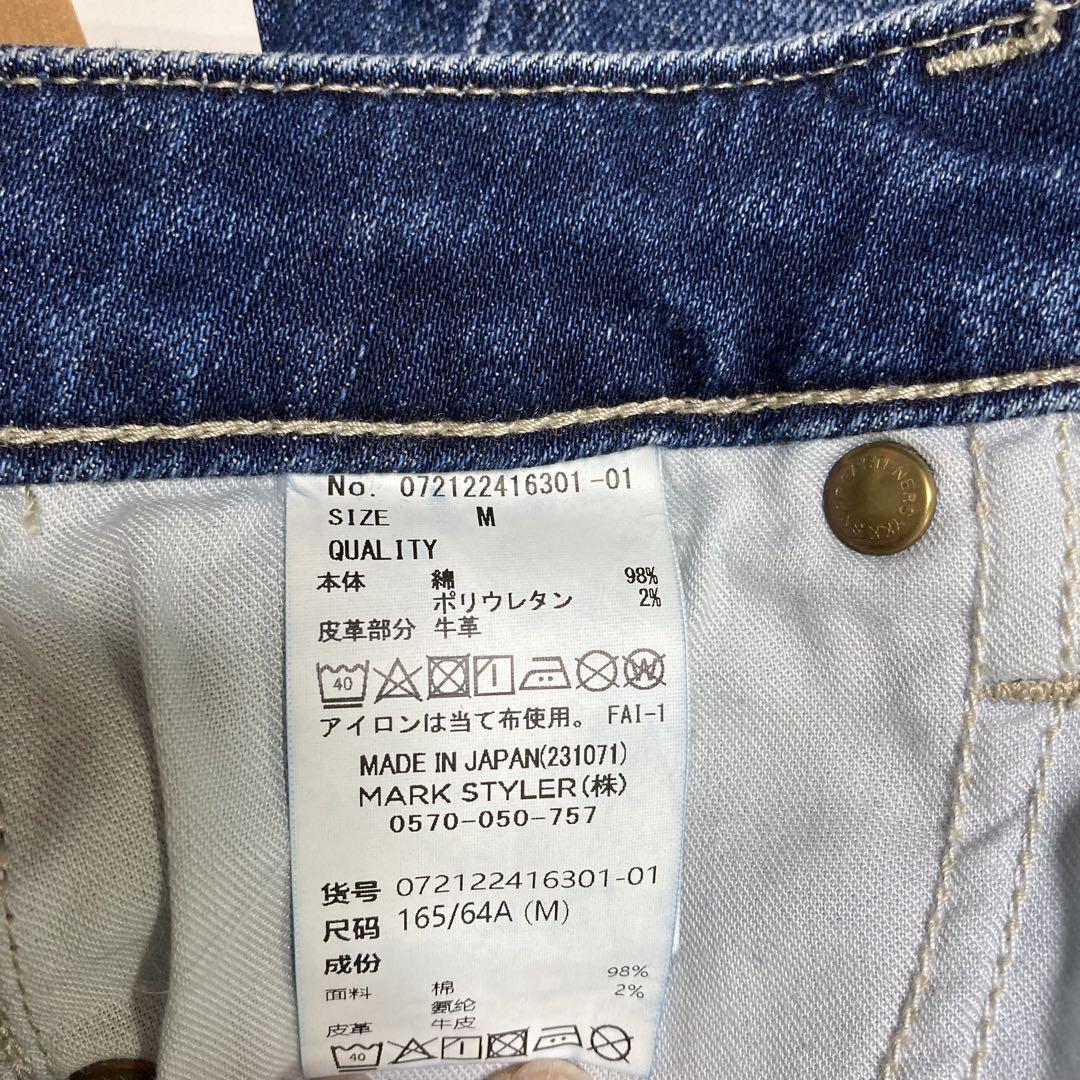 No. 072122416301-01
SIZE M
QUALITY
本体 綿 98%
ポリウレタン 2%
皮革部分 牛革
40
アイロンは当て布使用。 FAI-1
MADE IN JAPAN(231071)
MARK STYLER(株)
0570-050-757
货号 072122416301-01
尺码 165/64A (M)
成份
面料 棉 98%
氨纶 2%
皮革 牛皮
40
FASTENERS YKK